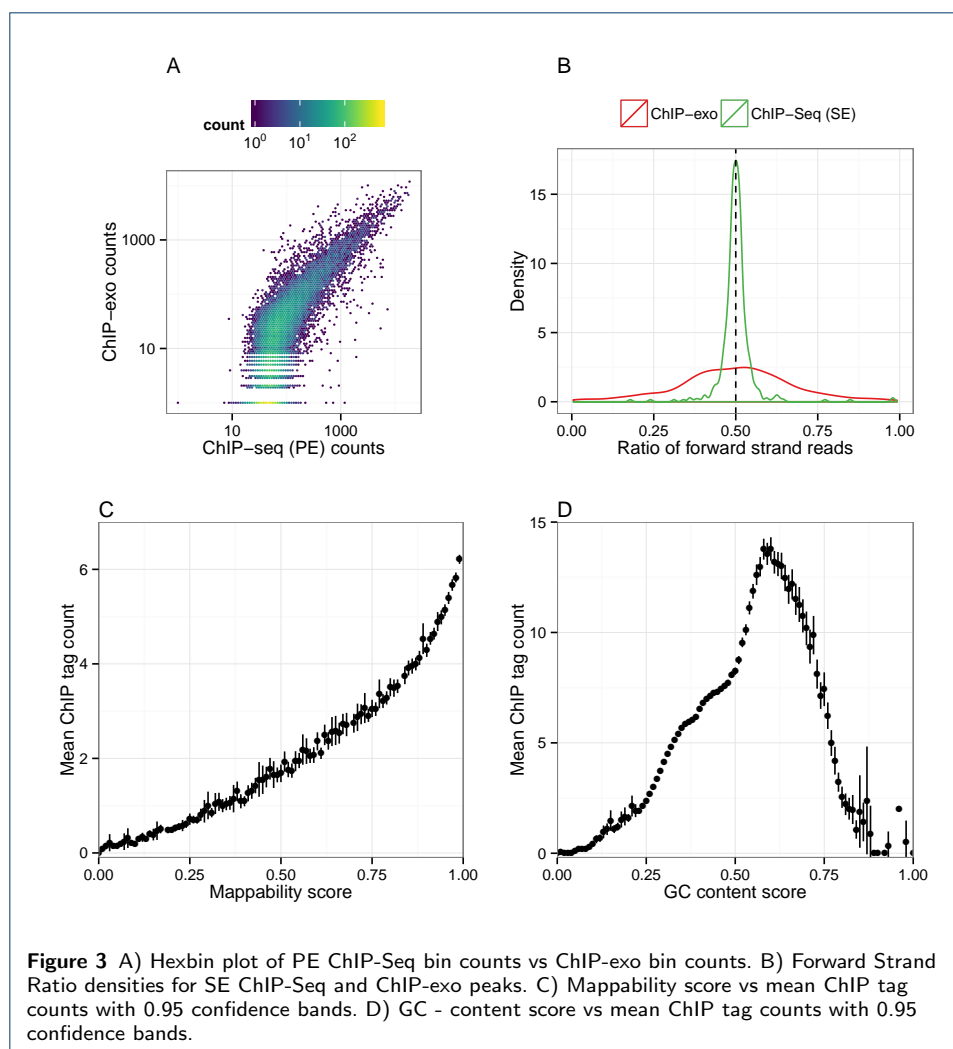 A
count
10^0 10^1 10^2
1000
10
ChIP−exo counts
10 1000
ChIP−seq (PE) counts
B
ChIP−exo ChIP−Seq (SE)
15
10
5
0
Density
0.00 0.25 0.50 0.75 1.00
Ratio of forward strand reads
C
6
4
2
0
Mean ChIP tag count
0.00 0.25 0.50 0.75 1.00
Mappability score
D
15
10
5
0
Mean ChIP tag count
0.00 0.25 0.50 0.75 1.00
GC content score
Figure 3 A) Hexbin plot of PE ChIP-Seq bin counts vs ChIP-exo bin counts. B) Forward Strand
Ratio densities for SE ChIP-Seq and ChIP-exo peaks. C) Mappability score vs mean ChIP tag
counts with 0.95 confidence bands. D) GC - content score vs mean ChIP tag counts with 0.95
confidence bands.